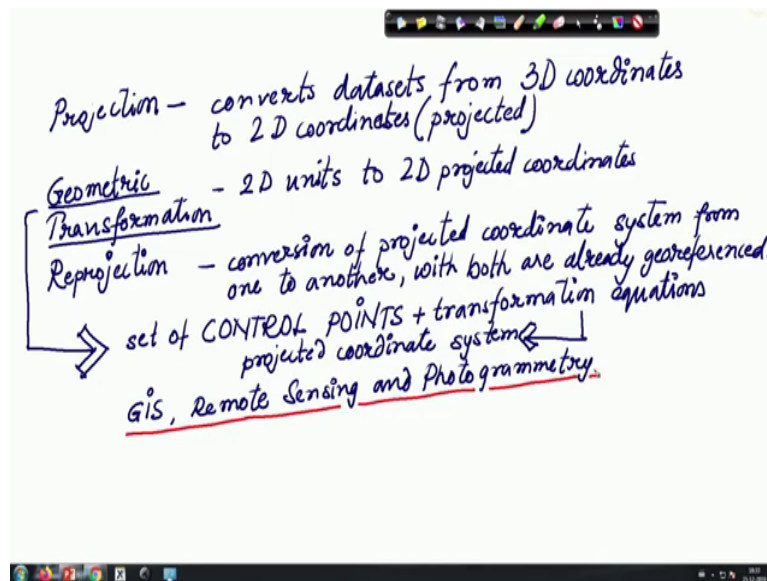 Projection – converts datasets from 3D coordinates
to 2D coordinates (projected)
Geometric – 2D units to 2D projected coordinates
Transformation
Reprojection – conversion of projected coordinate system from
one to another, with both are already georeferenced.
set of CONTROL POINTS + transformation equations
projected coordinate system
GIS, Remote Sensing and Photogrammetry.